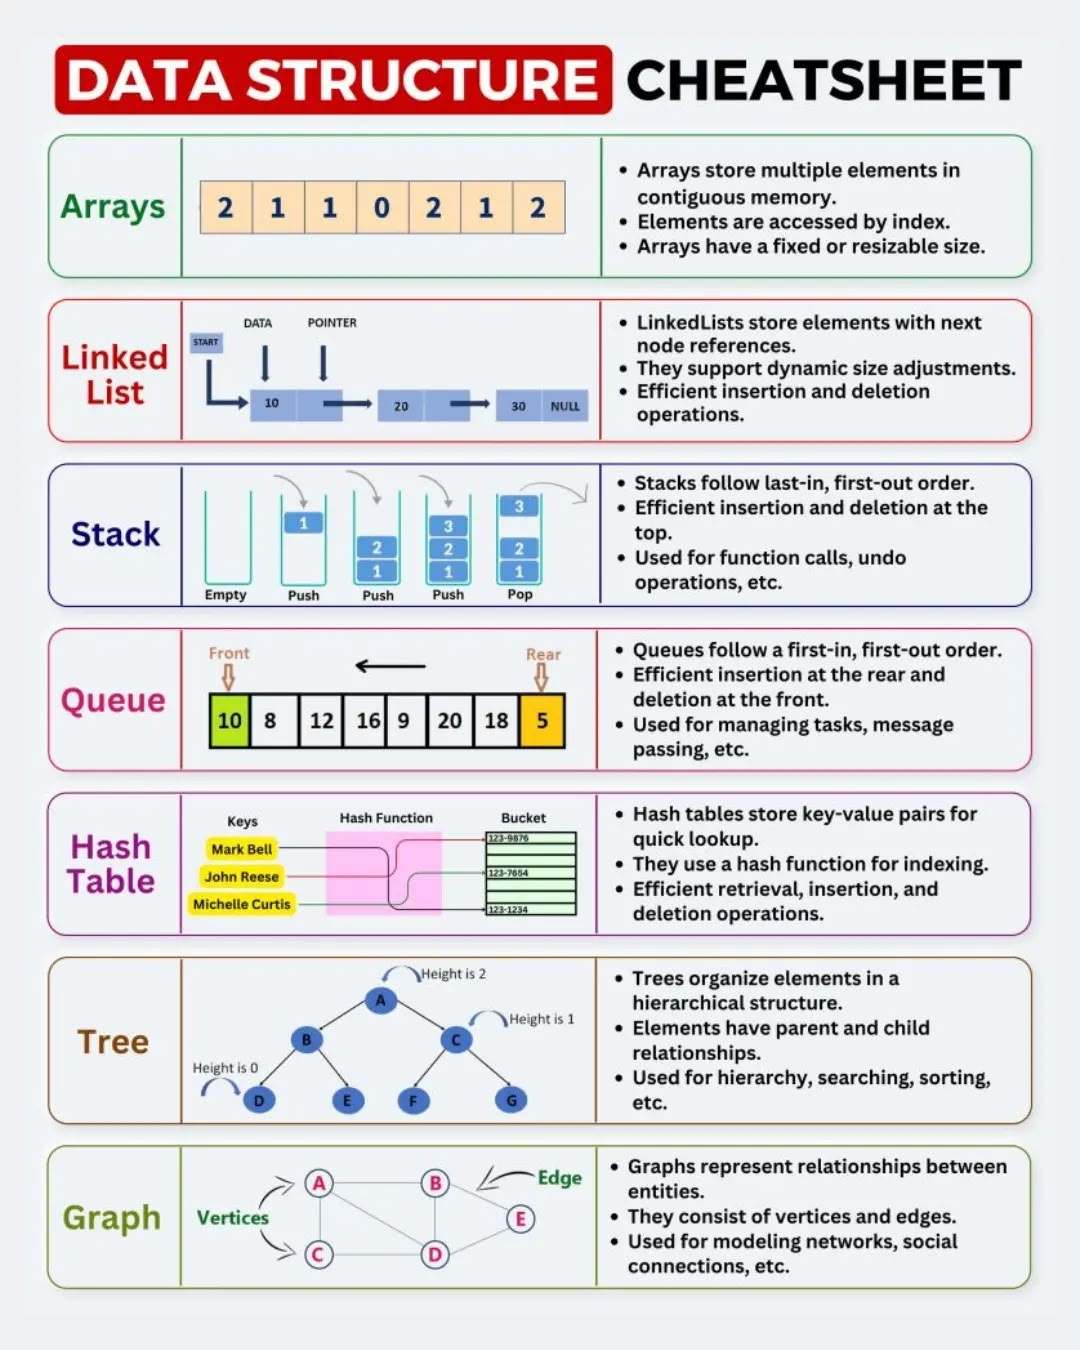 DATA STRUCTURE CHEATSHEET
Arrays
2 1 1 0 2 1 2
• Arrays store multiple elements in
contiguous memory.
• Elements are accessed by index.
• Arrays have a fixed or resizable size.
Linked
List
START
DATA
POINTER
10
20
30 NULL
• LinkedLists store elements with next
node references.
• They support dynamic size adjustments.
• Efficient insertion and deletion
operations.
Stack
1
2
1
3
2
1
3
2
1
Empty Push Push Push Pop
• Stacks follow last-in, first-out order.
• Efficient insertion and deletion at the
top.
• Used for function calls, undo
operations, etc.
Queue
Front
Rear
10 8 12 16 9 20 18 5
• Queues follow a first-in, first-out order.
• Efficient insertion at the rear and
deletion at the front.
• Used for managing tasks, message
passing, etc.
Hash
Table
Keys
Hash Function
Bucket
Mark Bell
John Reese
Michelle Curtis
123-9876
123-7654
123-1234
• Hash tables store key-value pairs for
quick lookup.
• They use a hash function for indexing.
• Efficient retrieval, insertion, and
deletion operations.
Tree
Height is 2
A
Height is 1
B
C
Height is 0
D
E
F
G
• Trees organize elements in a
hierarchical structure.
• Elements have parent and child
relationships.
• Used for hierarchy, searching, sorting,
etc.
Graph
Vertices
A
B
Edge
E
C
D
• Graphs represent relationships between
entities.
• They consist of vertices and edges.
• Used for modeling networks, social
connections, etc.